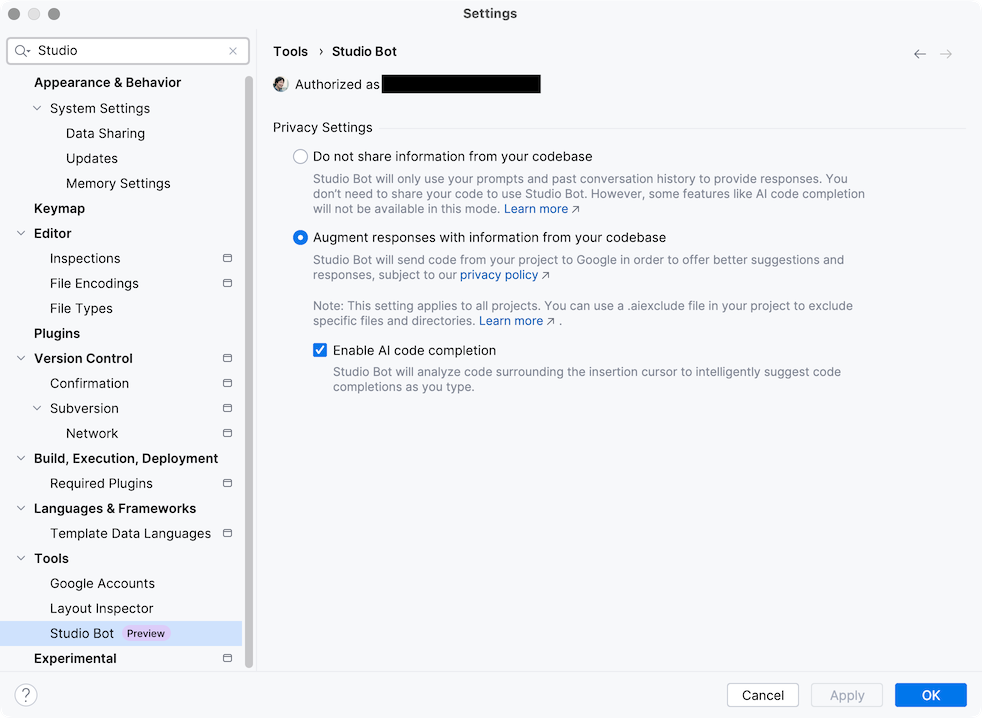 Settings
Studio
Appearance & Behavior
System Settings
Data Sharing
Updates
Memory Settings
Keymap
Editor
Inspections
File Encodings
File Types
Plugins
Version Control
Confirmation
Subversion
Network
Build, Execution, Deployment
Required Plugins
Languages & Frameworks
Template Data Languages
Tools
Google Accounts
Layout Inspector
Studio Bot Preview
Experimental
Tools › Studio Bot
Authorized as
Privacy Settings
Do not share information from your codebase
Studio Bot will only use your prompts and past conversation history to provide responses. You
don't need to share your code to use Studio Bot. However, some features like AI code completion
will not be available in this mode. Learn more ↗
Augment responses with information from your codebase
Studio Bot will send code from your project to Google in order to offer better suggestions and
responses, subject to our privacy policy ↗
Note: This setting applies to all projects. You can use a .aiexclude file in your project to exclude
specific files and directories. Learn more ↗ .
Enable AI code completion
Studio Bot will analyze code surrounding the insertion cursor to intelligently suggest code
completions as you type.
?
Cancel
Apply
OK